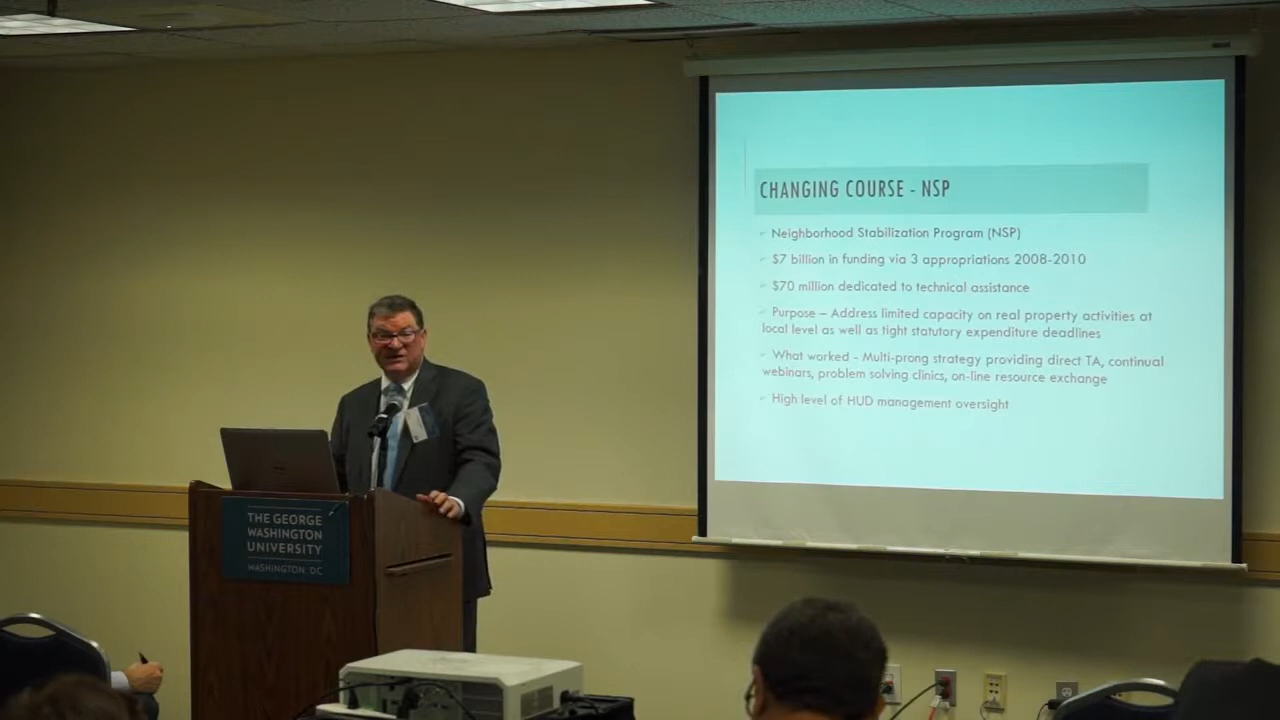 CHANGING COURSE - NSP
Neighborhood Stabilization Program (NSP)
$7 billion in funding via 3 appropriations 2008-2010
$70 million dedicated to technical assistance
Purpose – Address limited capacity on real property activities at
local level as well as tight statutory expenditure deadlines
What worked - Multi-prong strategy providing direct TA, continual
webinars, problem solving clinics, on-line resource exchange
High level of HUD management oversight
THE GEORGE
WASHINGTON
UNIVERSITY
WASHINGTON DC